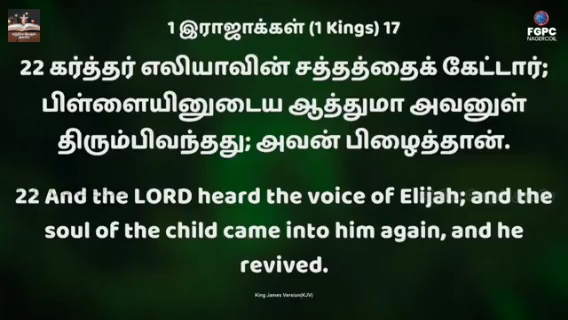 1 இராஜாக்கள் (1 Kings) 17
FGPC
NAGERCOIL
22 கர்த்தர் எலியாவின் சத்தத்தைக் கேட்டார்;
பிள்ளையினுடைய ஆத்துமா அவனுள்
திரும்பிவந்தது; அவன் பிழைத்தான்.
22 And the LORD heard the voice of Elijah; and the
soul of the child came into him again, and he
revived.
King James Version(KJV)